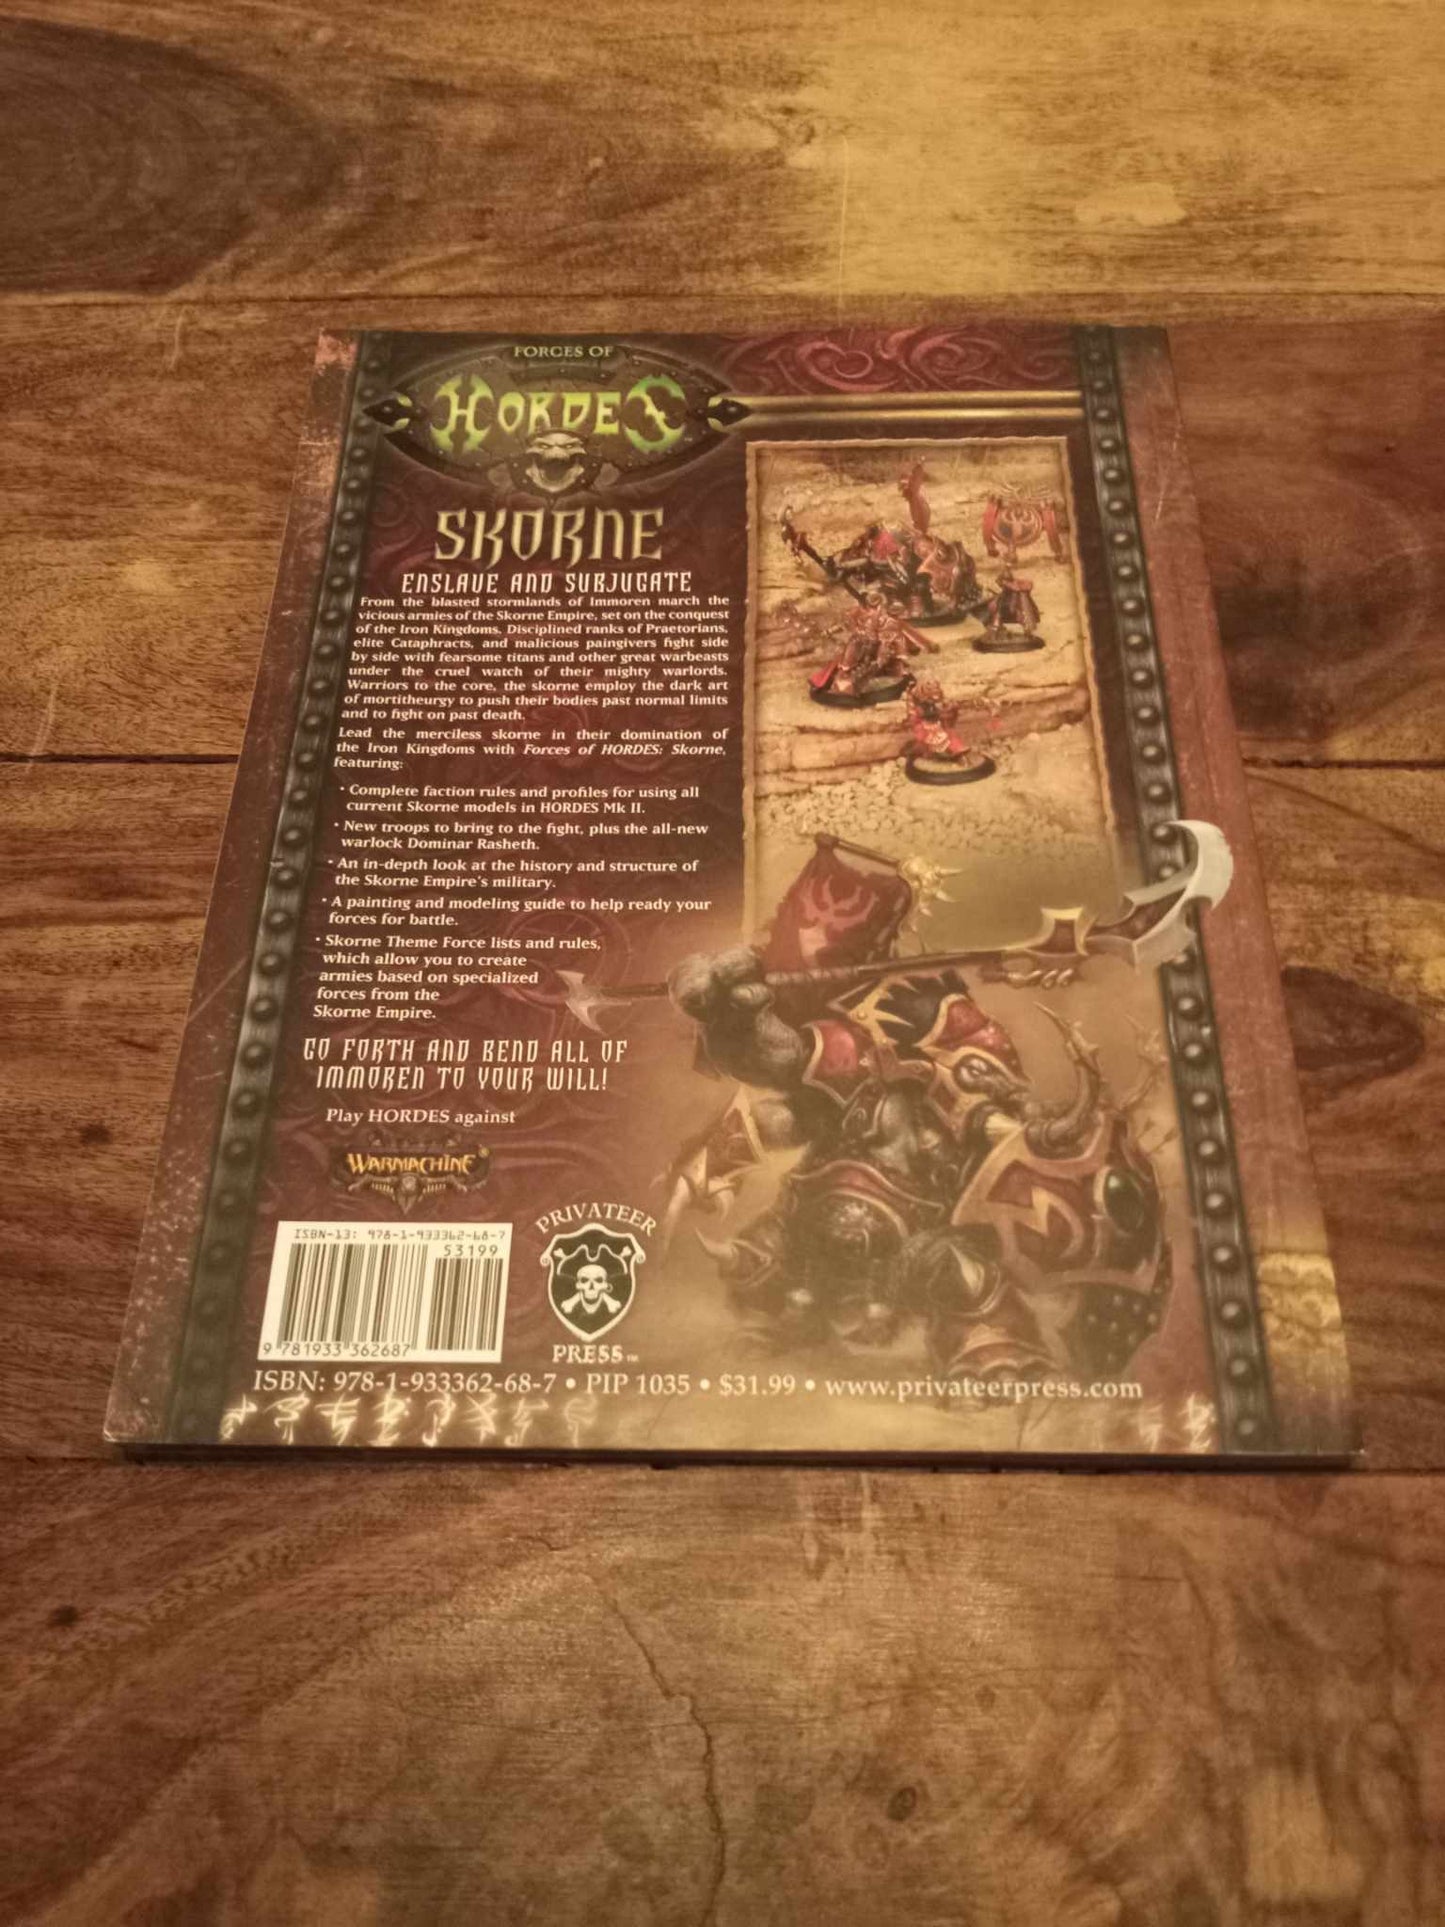 FORCES OF
HORDES
SKORNE
ENSLAVE AND SUBJUGATE
From the blasted stormlands of Immoren march the
vicious armies of the Skorne Empire, set on the conquest
of the Iron Kingdoms. Disciplined ranks of Praetorians,
elite Cataphracts, and malicious paingivers fight side
by side with fearsome titans and other great warbeasts
under the cruel watch of their mighty warlords.
Warriors to the core, the skorne employ the dark art
of mortitheurgy to push their bodies past normal limits
and to fight on past death.
Lead the merciless skorne in their domination of
the Iron Kingdoms with Forces of HORDES: Skorne,
featuring:
• Complete faction rules and profiles for using all
current Skorne models in HORDES Mk II.
• New troops to bring to the fight, plus the all-new
warlock Dominar Rasheth.
• An in-depth look at the history and structure of
the Skorne Empire's military.
• A painting and modeling guide to help ready your
forces for battle.
• Skorne Theme Force lists and rules,
which allow you to create
armies based on specialized
forces from the
Skorne Empire.
GO FORTH AND BEND ALL OF
IMMOREN TO YOUR WILL!
Play HORDES against
WARMACHINE®
ISBN-13: 978-1-933362-68-7
53199
9 781933 362687
PRIVATEER
PRESS™
ISBN: 978-1-933362-68-7 • PIP 1035 • $31.99 • www.privateerpress.com